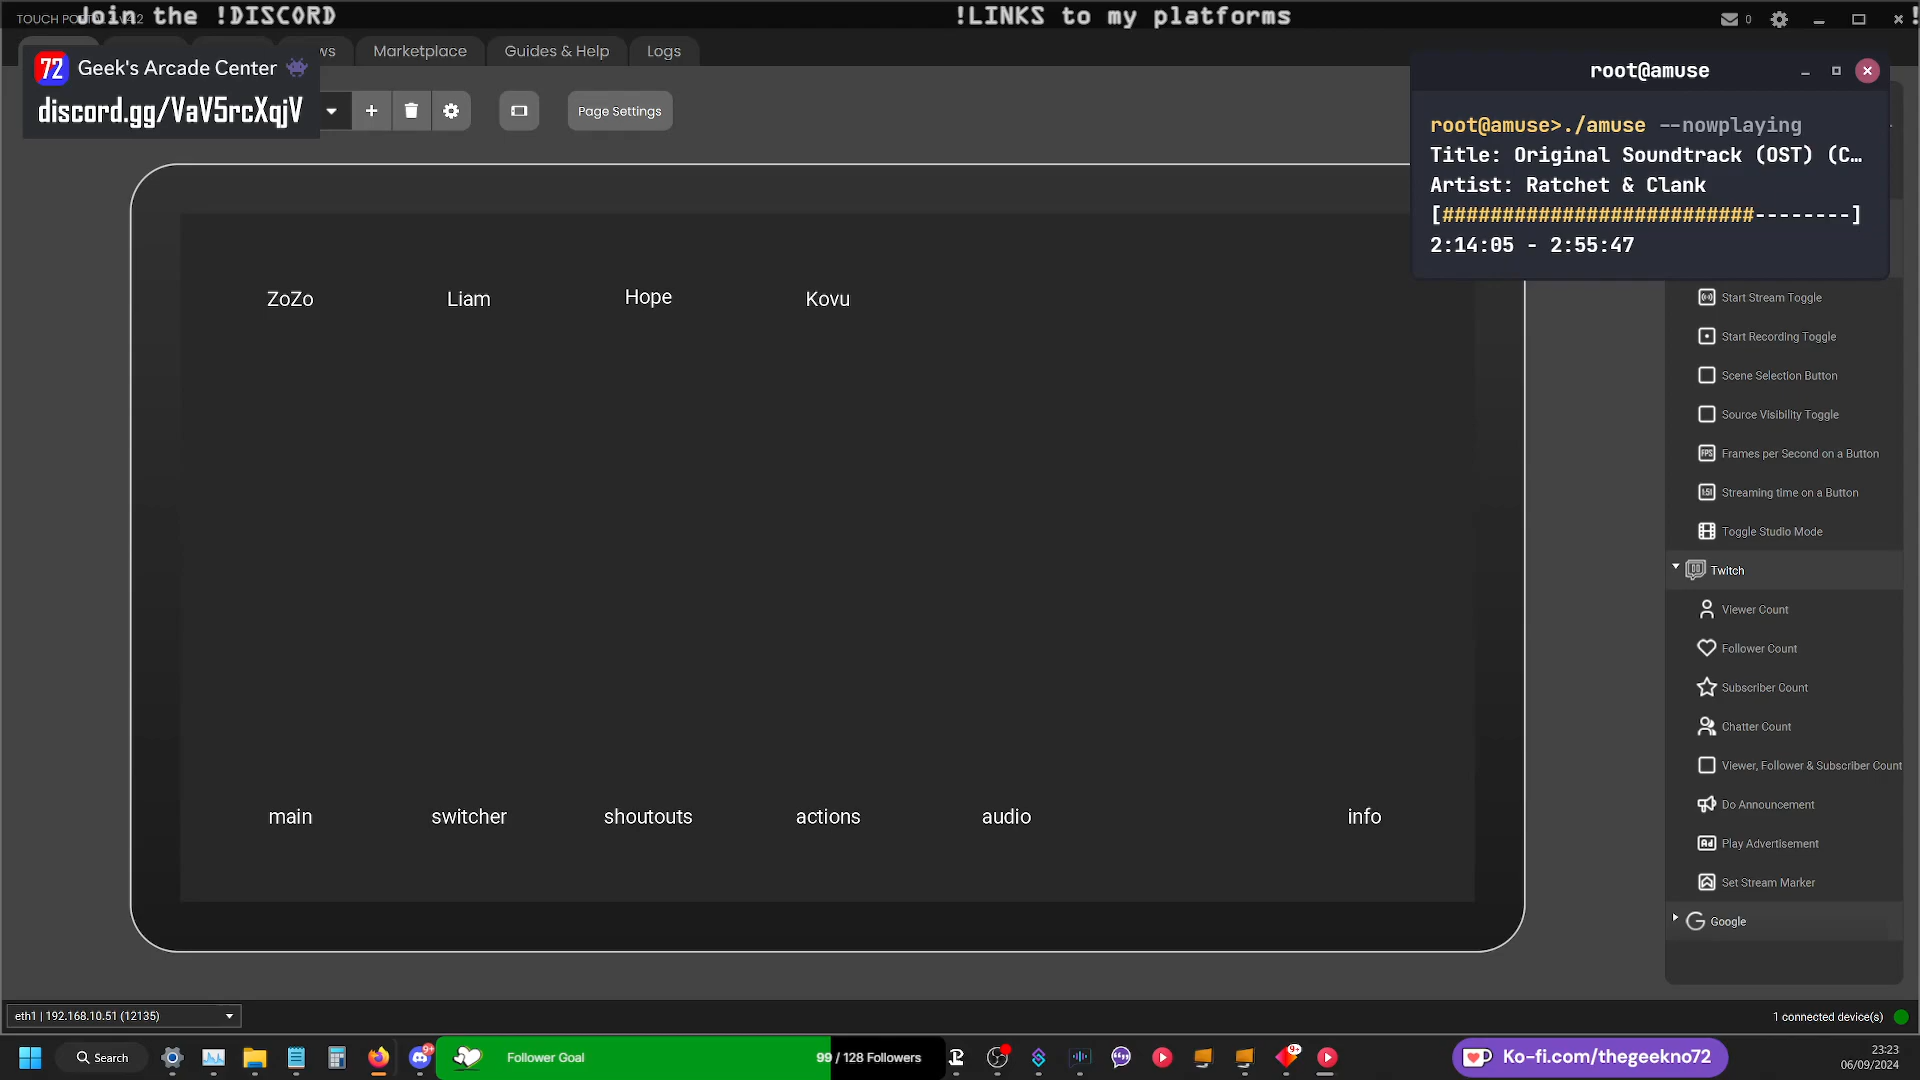 Join the !DISCORD
!LINKS to my platforms
0
Marketplace
Guides & Help
Logs
72 Geek's Arcade Center
discord.gg/VaV5rcXqjV
Page Settings
root@amuse
root@amuse>./amuse --nowplaying
Title: Original Soundtrack (OST) (C…
Artist: Ratchet & Clank
[##########################--------]
2:14:05 - 2:55:47
ZoZo
Liam
Hope
Kovu
main
switcher
shoutouts
actions
audio
info
Start Stream Toggle
Start Recording Toggle
Scene Selection Button
Source Visibility Toggle
FPS Frames per Second on a Button
Streaming time on a Button
Toggle Studio Mode
Twitch
Viewer Count
Follower Count
Subscriber Count
Chatter Count
Viewer, Follower & Subscriber Count
Do Announcement
Ad Play Advertisement
Set Stream Marker
Google
eth1 | 192.168.10.51 (12135)
1 connected device(s)
Search
9+
Follower Goal
99 / 128 Followers
9+
Ko-fi.com/thegeekno72
23:23
06/09/2024